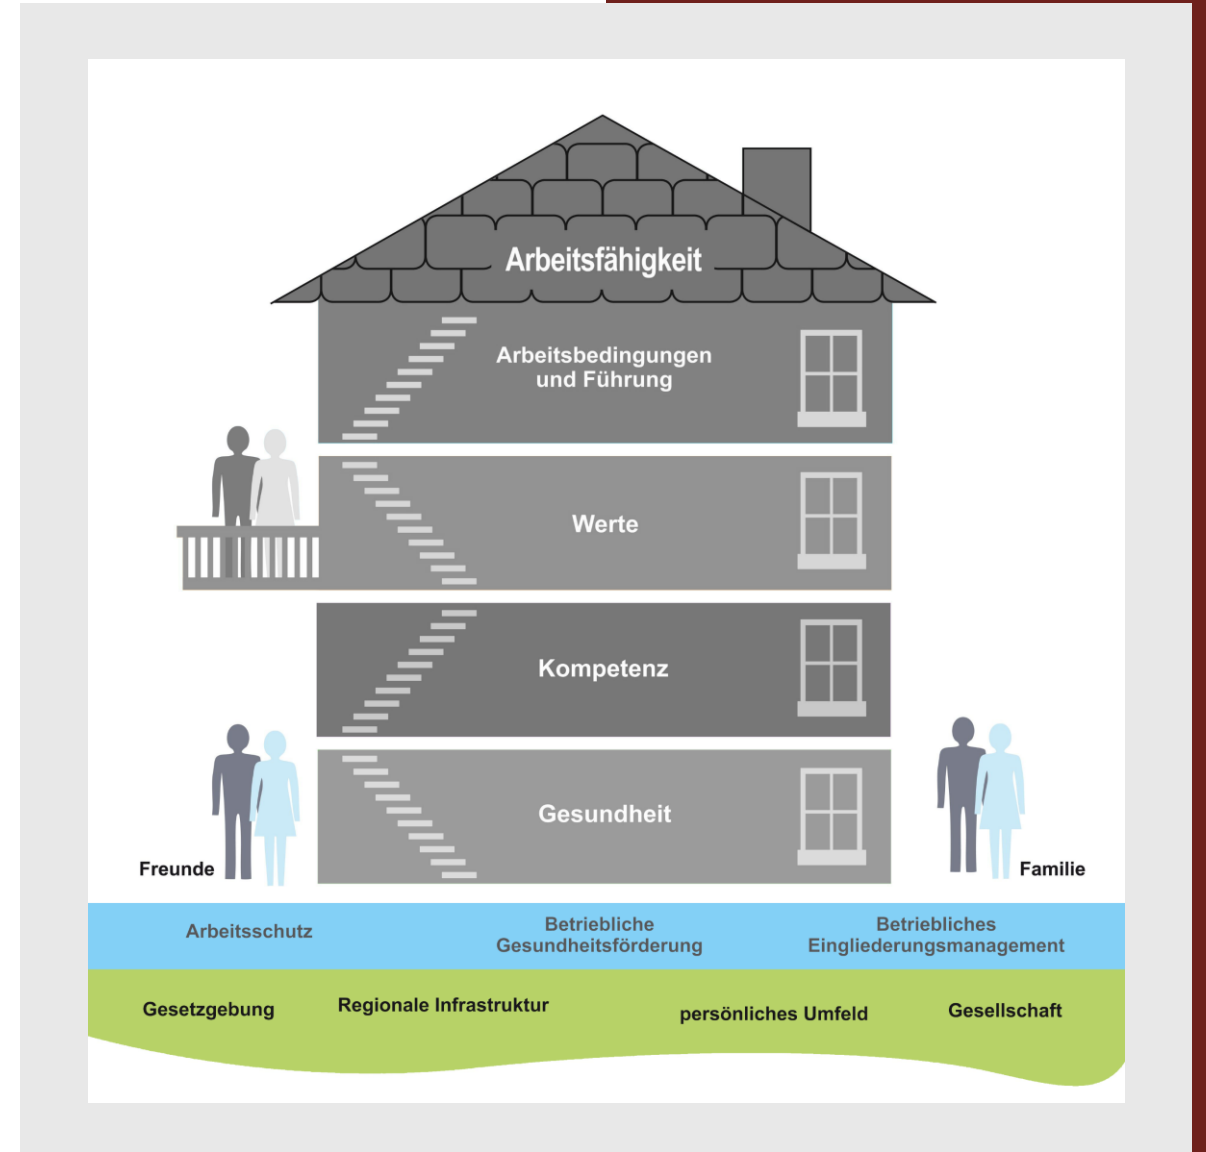 Arbeitsfähigkeit
Arbeitsbedingungen
und Führung
Werte
Kompetenz
Gesundheit
Freunde
Familie
Arbeitsschutz
Betriebliche
Gesundheitsförderung
Betriebliches
Eingliederungsmanagement
Gesetzgebung
Regionale Infrastruktur
persönliches Umfeld
Gesellschaft